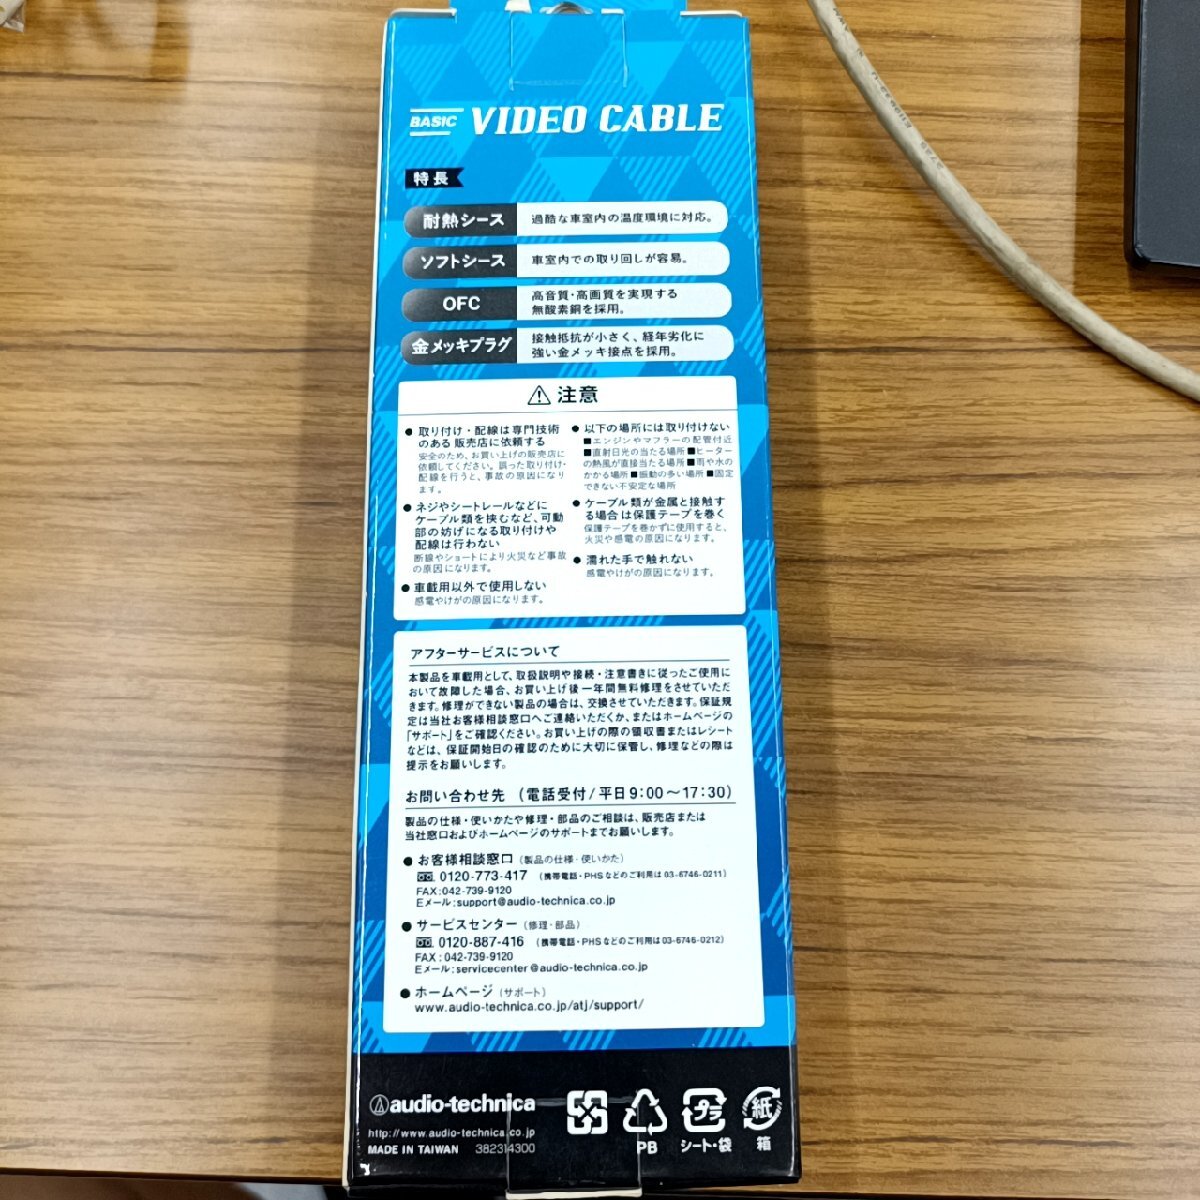 BASIC VIDEO CABLE
特長
耐熱シース 過酷な車室内の温度環境に対応。
ソフトシース 車室内での取り回しが容易。
OFC 高音質・高画質を実現する
無酸素銅を採用。
金メッキプラグ 接触抵抗が小さく、経年劣化に
強い金メッキ接点を採用。
⚠ 注意
● 取り付け・配線は専門技術
のある 販売店に依頼する
安全のため、お買い上げの販売店に
依頼してください。誤った取り付け・
配線を行うと、事故の原因になり
ます。
● ネジやシートレールなどに
ケーブル類を挟むなど、可動
部の妨げになる取り付けや
配線は行わない
断線やショートにより火災など事故
の原因になります。
● 車載用以外で使用しない
感電やけがの原因になります。
● 以下の場所には取り付けない
■エンジンやマフラーの配管付近
■直射日光の当たる場所 ■ヒーター
の熱風が直接当たる場所 ■雨や水の
かかる場所 ■振動の多い場所 ■固定
できない不安定な場所
● ケーブル類が金属と接触す
る場合は保護テープを巻く
保護テープを巻かずに使用すると、
火災や感電の原因になります。
● 濡れた手で触れない
感電やけがの原因になります。
アフターサービスについて
本製品を車載用として、取扱説明や接続・注意書きに従ったご使用に
おいて故障した場合、お買い上げ後一年間無料修理をさせていただ
きます。修理ができない製品の場合は、交換させていただきます。保証規
定は当社お客様相談窓口へご連絡いただくか、またはホームページの
「サポート」をご確認ください。お買い上げの際の領収書またはレシート
などは、保証開始日の確認のために大切に保管し、修理などの際は
提示をお願いします。
お問い合わせ先 (電話受付/平日9:00〜17:30)
製品の仕様・使いかたや修理・部品のご相談は、販売店または
当社窓口およびホームページのサポートまでお願いします。
● お客様相談窓口 (製品の仕様・使いかた)
0120-773-417 (携帯電話・PHSなどのご利用は 03-6746-0211)
FAX:042-739-9120
Eメール:support@audio-technica.co.jp
● サービスセンター (修理・部品)
0120-887-416 (携帯電話・PHSなどのご利用は 03-6746-0212)
FAX:042-739-9120
Eメール:servicecenter@audio-technica.co.jp
● ホームページ (サポート)
www.audio-technica.co.jp/atj/support/
audio-technica
http://www.audio-technica.co.jp
MADE IN TAIWAN 382314300
PB
プラ
シート・袋
紙
箱